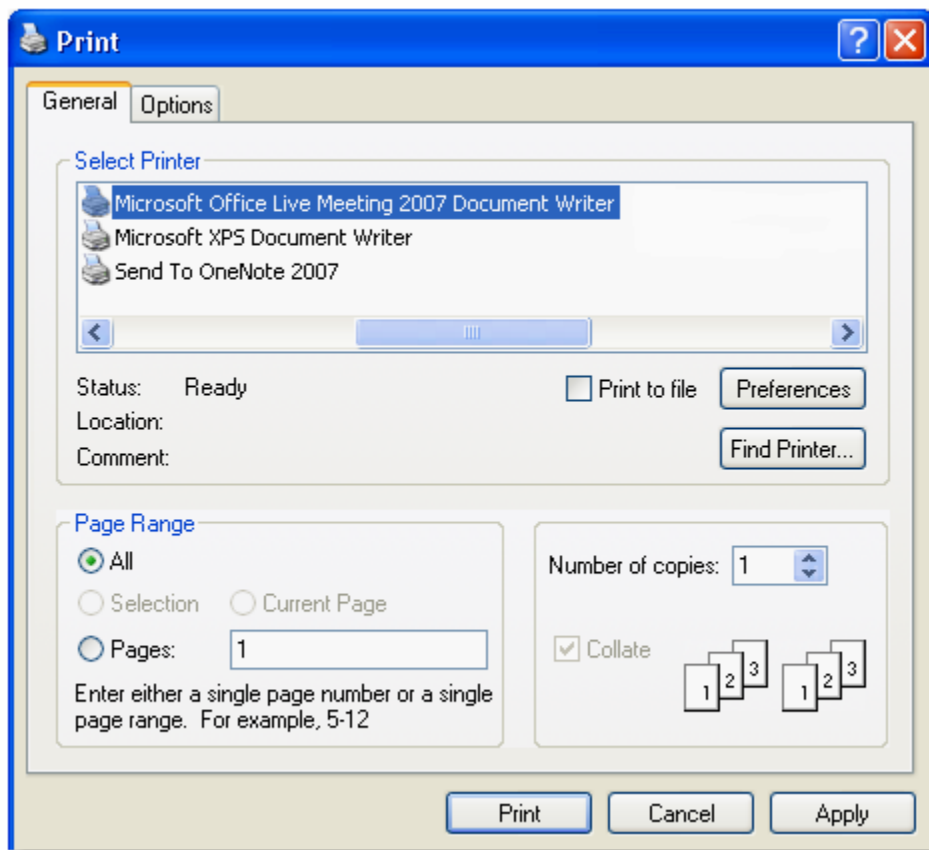 Print
General Options
Select Printer
Microsoft Office Live Meeting 2007 Document Writer
Microsoft XPS Document Writer
Send To OneNote 2007
Status: Ready
Print to file
Preferences
Location:
Comment:
Find Printer...
Page Range
All
Selection Current Page
Pages: 1
Enter either a single page number or a single
page range. For example, 5-12
Number of copies: 1
Collate
1 2 3 1 2 3
Print Cancel Apply